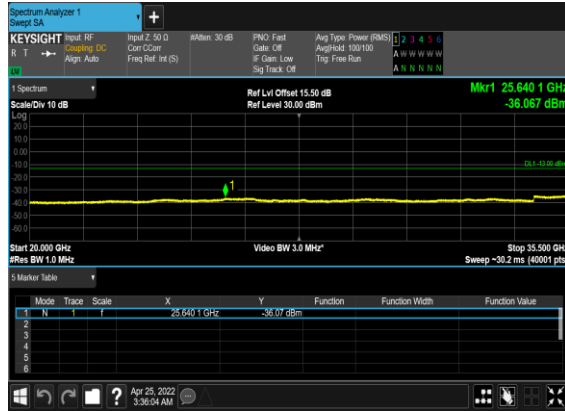 Spectrum Analyzer 1
Swept SA
+
KEYSIGHT Input: RF Input Z: 50 Ω #Atten: 30 dB PNO: Fast Avg Type: Power (RMS) 1 2 3 4 5 6
R T Coupling: DC Corr CCorr Gate: Off Avg|Hold: 100/100 A W W W W W
Align: Auto Freq Ref: Int (S) IF Gain: Low Trig: Free Run
Sig Track: Off A N N N N N
1 Spectrum Ref Lvl Offset 15.50 dB Mkr1 25.640 1 GHz
Scale/Div 10 dB Ref Level 30.00 dBm -36.067 dBm
Log
20.0
10.0
0.00
-10.0 DL1 -13.00 dBm
-20.0
-30.0 1
-40.0
-50.0
-60.0
Start 20.000 GHz Video BW 3.0 MHz* Stop 35.500 GHz
#Res BW 1.0 MHz Sweep ~30.2 ms (40001 pts)
5 Marker Table
Mode Trace Scale X Y Function Function Width Function Value
1 N 1 f 25.640 1 GHz -36.07 dBm
2
3
4
5
6
? Apr 25, 2022
3:36:04 AM